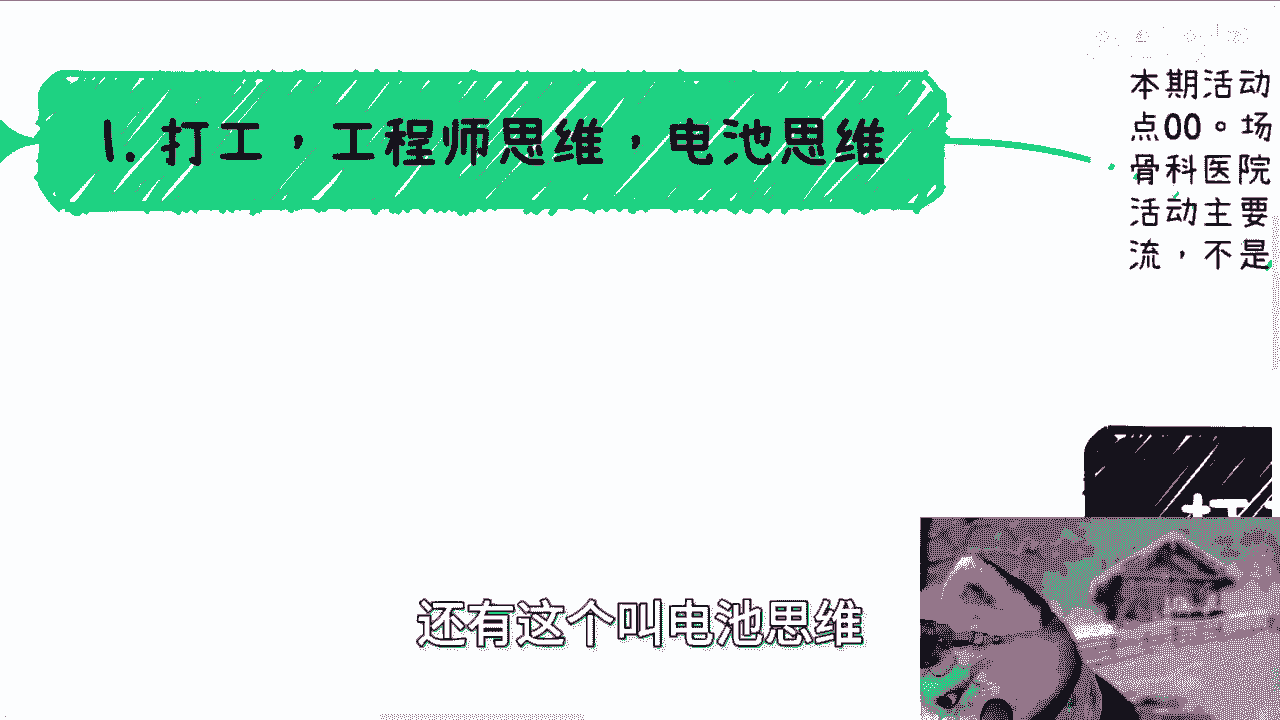 1. 打工，工程师思维，电池思维
本期活动
点00。场
骨科医院
活动主要
流，不是
还有这个叫电池思维